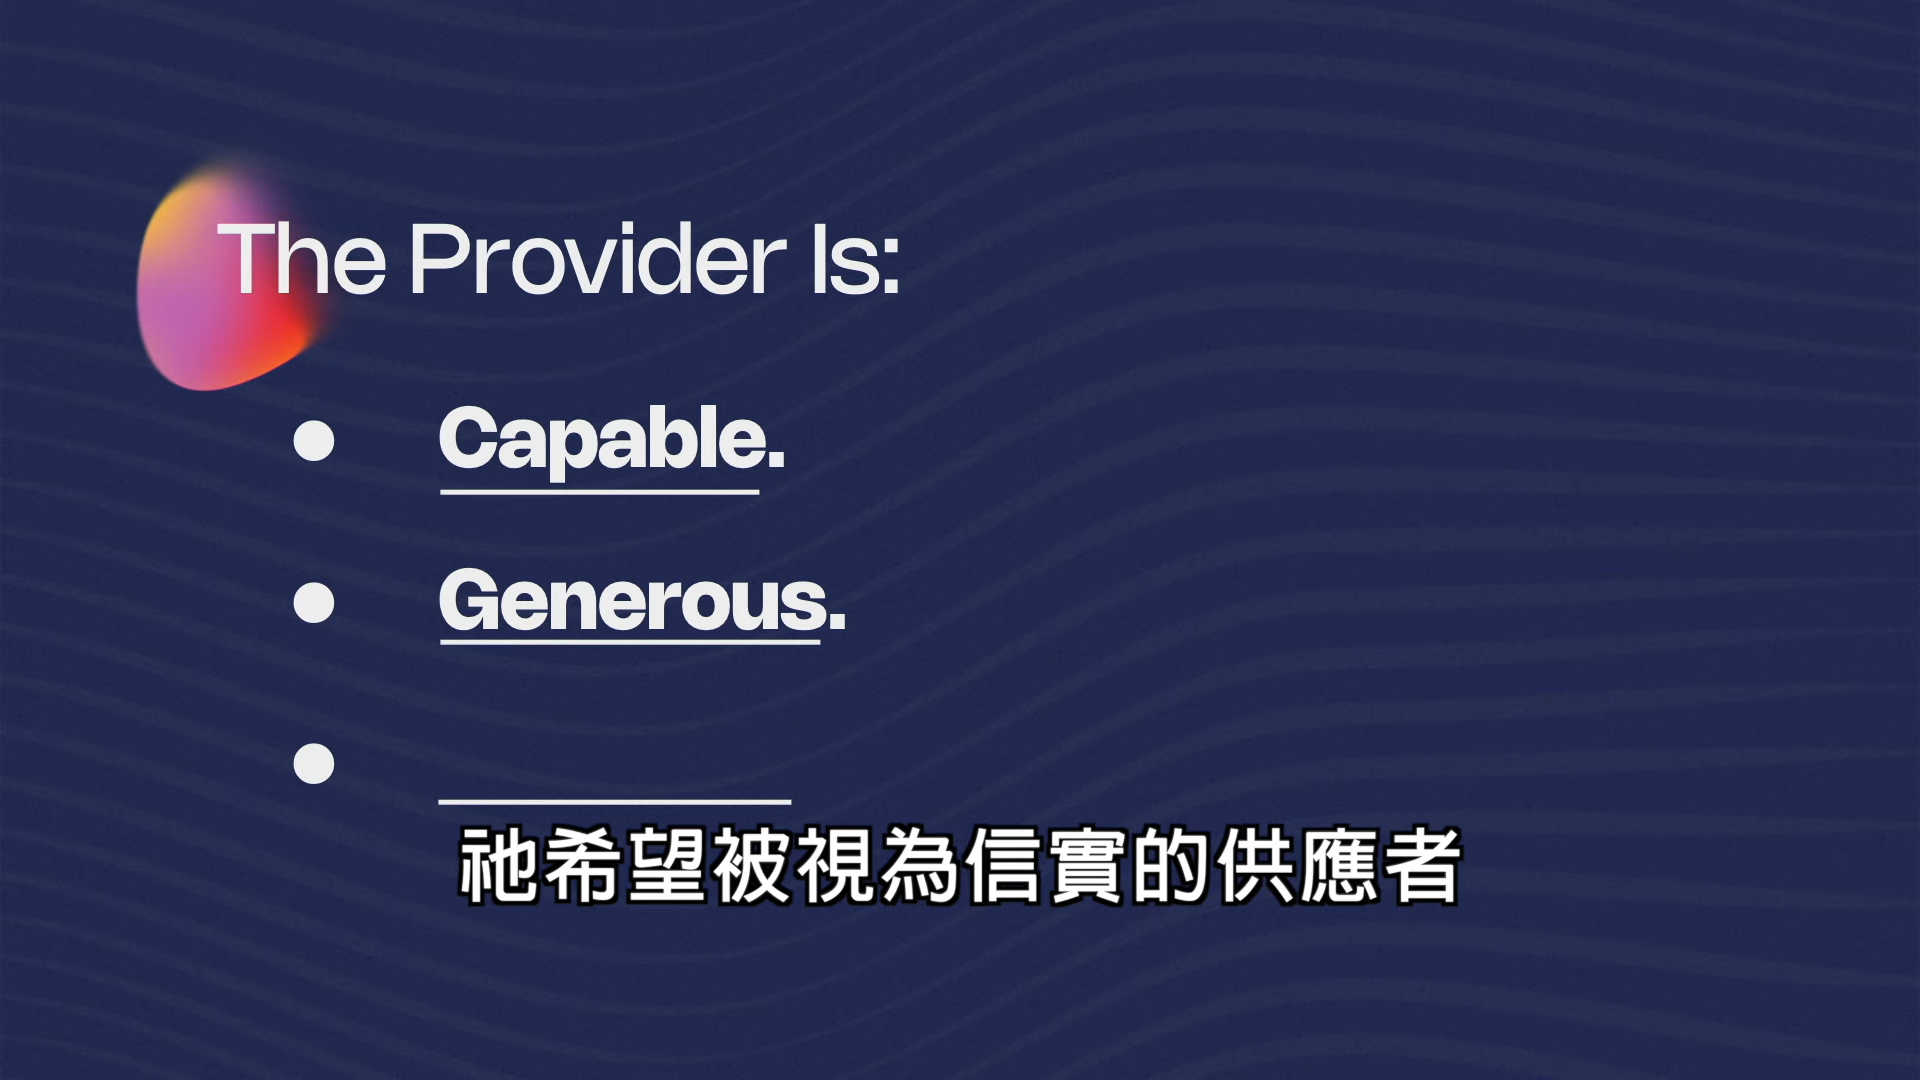 The Provider Is:
● Capable.
● Generous.
●
祂希望被視為信實的供應者